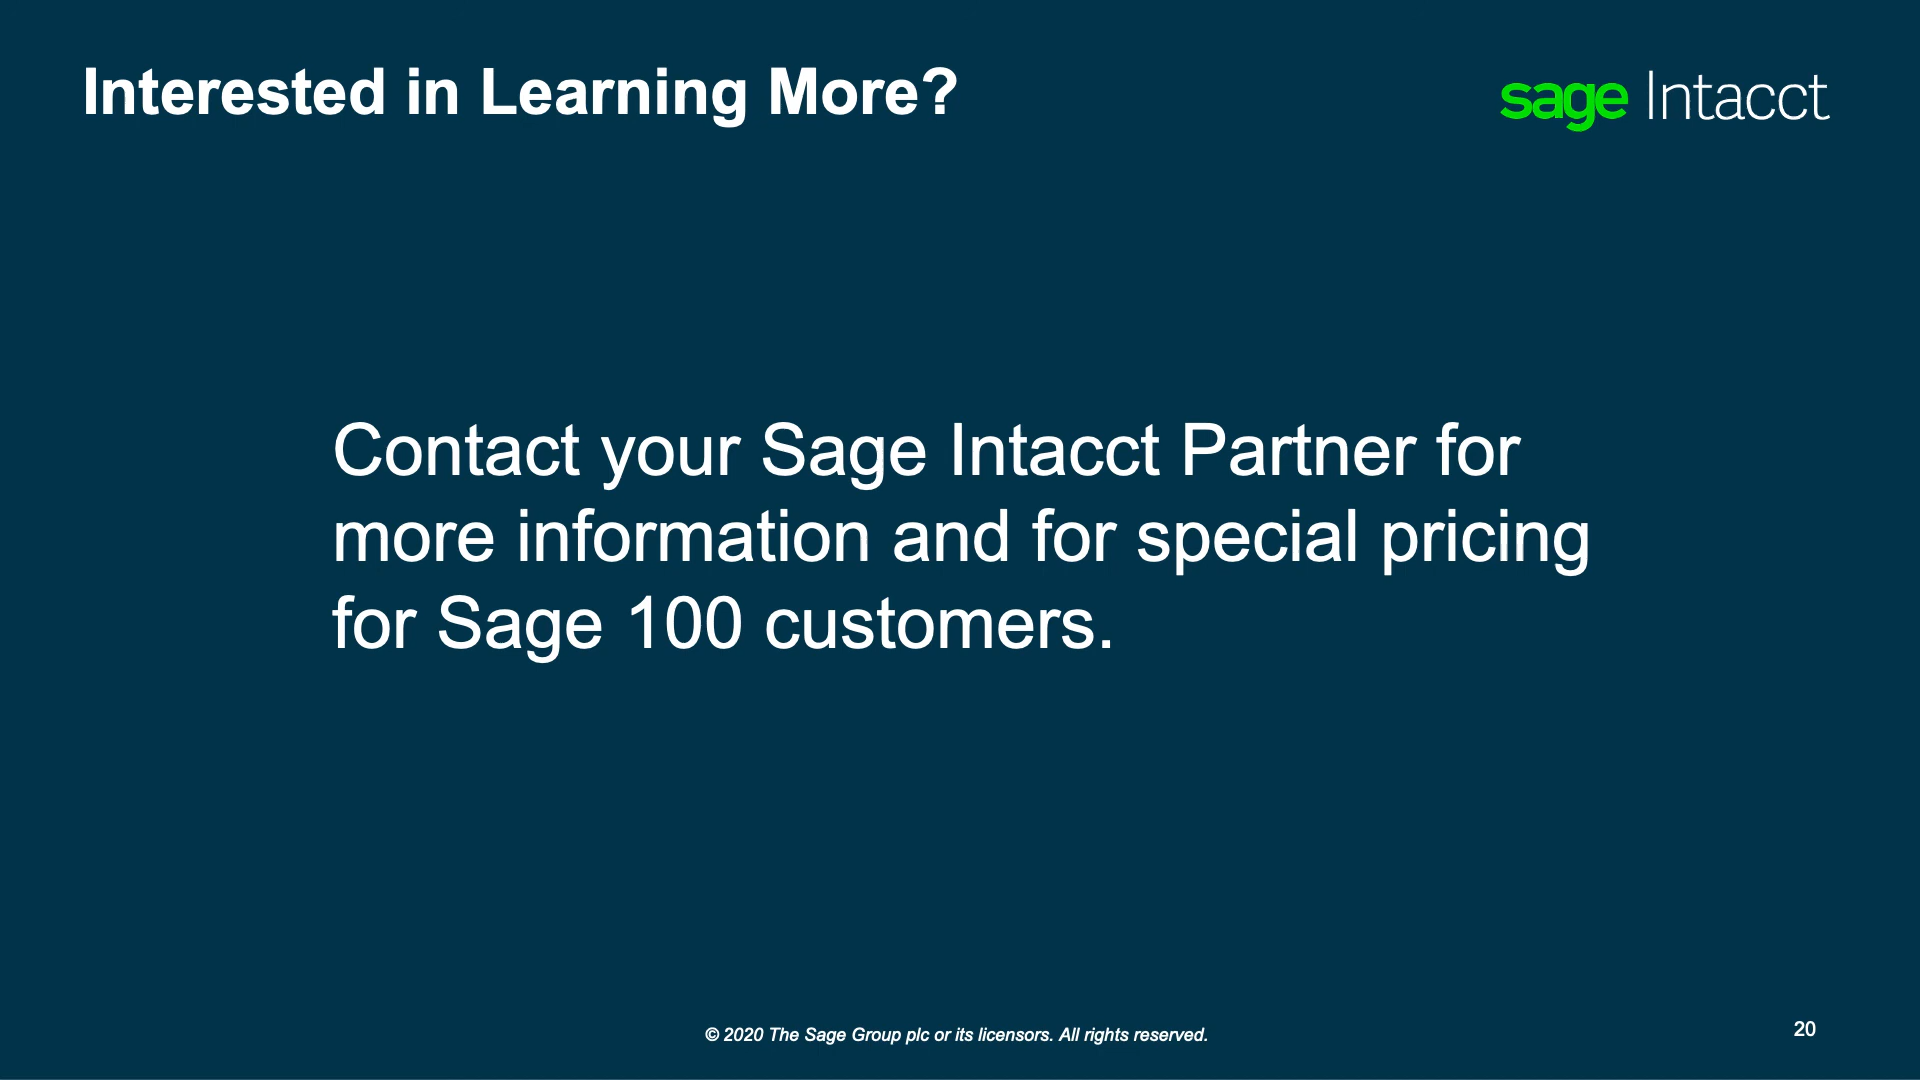 Interested in Learning More?
sage Intacct
Contact your Sage Intacct Partner for
more information and for special pricing
for Sage 100 customers.
© 2020 The Sage Group plc or its licensors. All rights reserved.
20